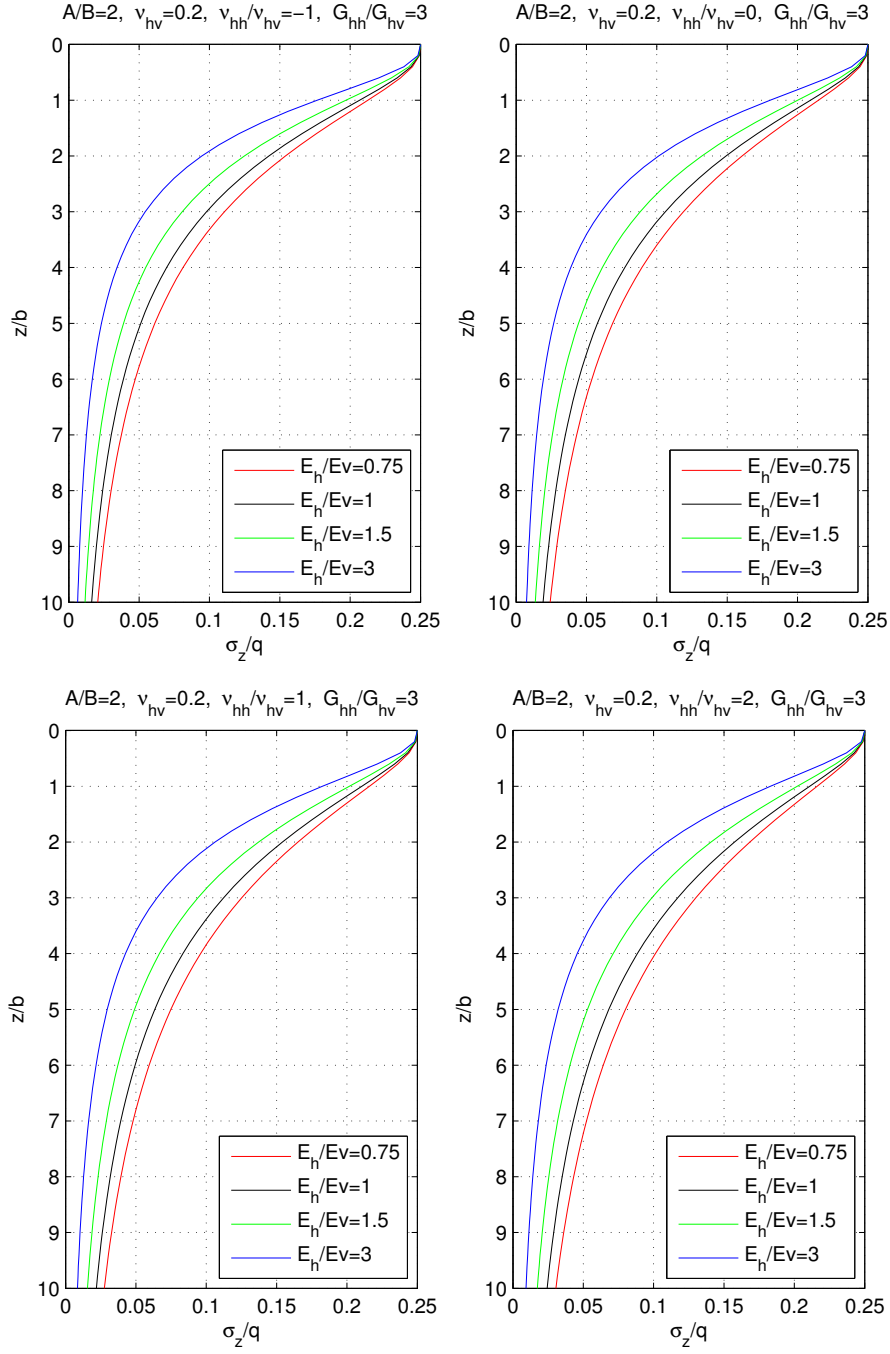 A/B=2, ν_hv=0.2, ν_hh/ν_hv=−1, G_hh/G_hv=3
0
1
2
3
4
5
6
7
8
9
10
z/b
0
0.05
0.1
0.15
0.2
0.25
σ_z/q
E_h/Ev=0.75
E_h/Ev=1
E_h/Ev=1.5
E_h/Ev=3
A/B=2, ν_hv=0.2, ν_hh/ν_hv=0, G_hh/G_hv=3
0
1
2
3
4
5
6
7
8
9
10
z/b
0
0.05
0.1
0.15
0.2
0.25
σ_z/q
E_h/Ev=0.75
E_h/Ev=1
E_h/Ev=1.5
E_h/Ev=3
A/B=2, ν_hv=0.2, ν_hh/ν_hv=1, G_hh/G_hv=3
0
1
2
3
4
5
6
7
8
9
10
z/b
0
0.05
0.1
0.15
0.2
0.25
σ_z/q
E_h/Ev=0.75
E_h/Ev=1
E_h/Ev=1.5
E_h/Ev=3
A/B=2, ν_hv=0.2, ν_hh/ν_hv=2, G_hh/G_hv=3
0
1
2
3
4
5
6
7
8
9
10
z/b
0
0.05
0.1
0.15
0.2
0.25
σ_z/q
E_h/Ev=0.75
E_h/Ev=1
E_h/Ev=1.5
E_h/Ev=3